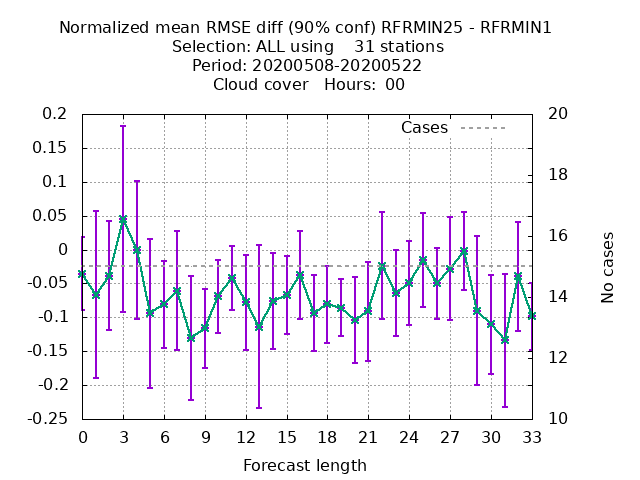 Normalized mean RMSE diff (90% conf) RFRMIN25 - RFRMIN1
Selection: ALL using    31 stations
Period: 20200508-20200522
Cloud cover   Hours:  00
Cases
0.2
0.15
0.1
0.05
0
-0.05
-0.1
-0.15
-0.2
-0.25
20
18
16
14
12
10
No cases
0 3 6 9 12 15 18 21 24 27 30 33
Forecast length